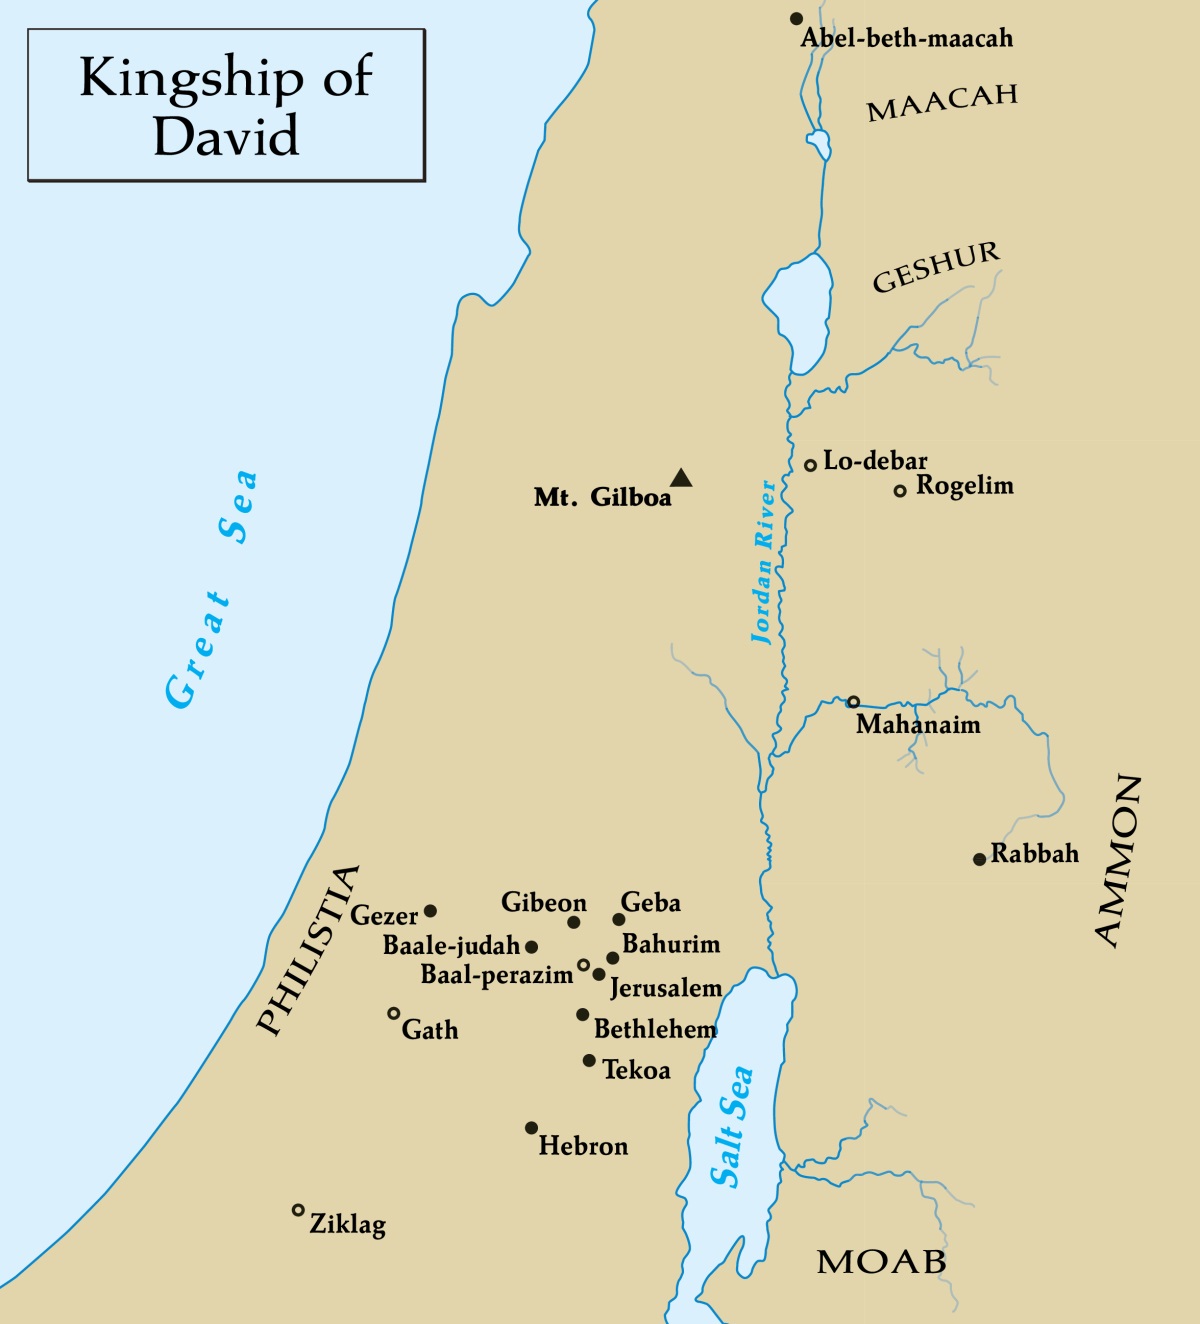 Kingship of
David
Abel-beth-maacah
MAACAH
GESHUR
Great Sea
Lo-debar
Rogelim
Mt. Gilboa
Jordan River
Mahanaim
AMMON
Rabbah
PHILISTIA
Gezer
Gibeon
Geba
Baale-judah
Bahurim
Baal-perazim
Jerusalem
Gath
Bethlehem
Tekoa
Salt Sea
Hebron
Ziklag
MOAB